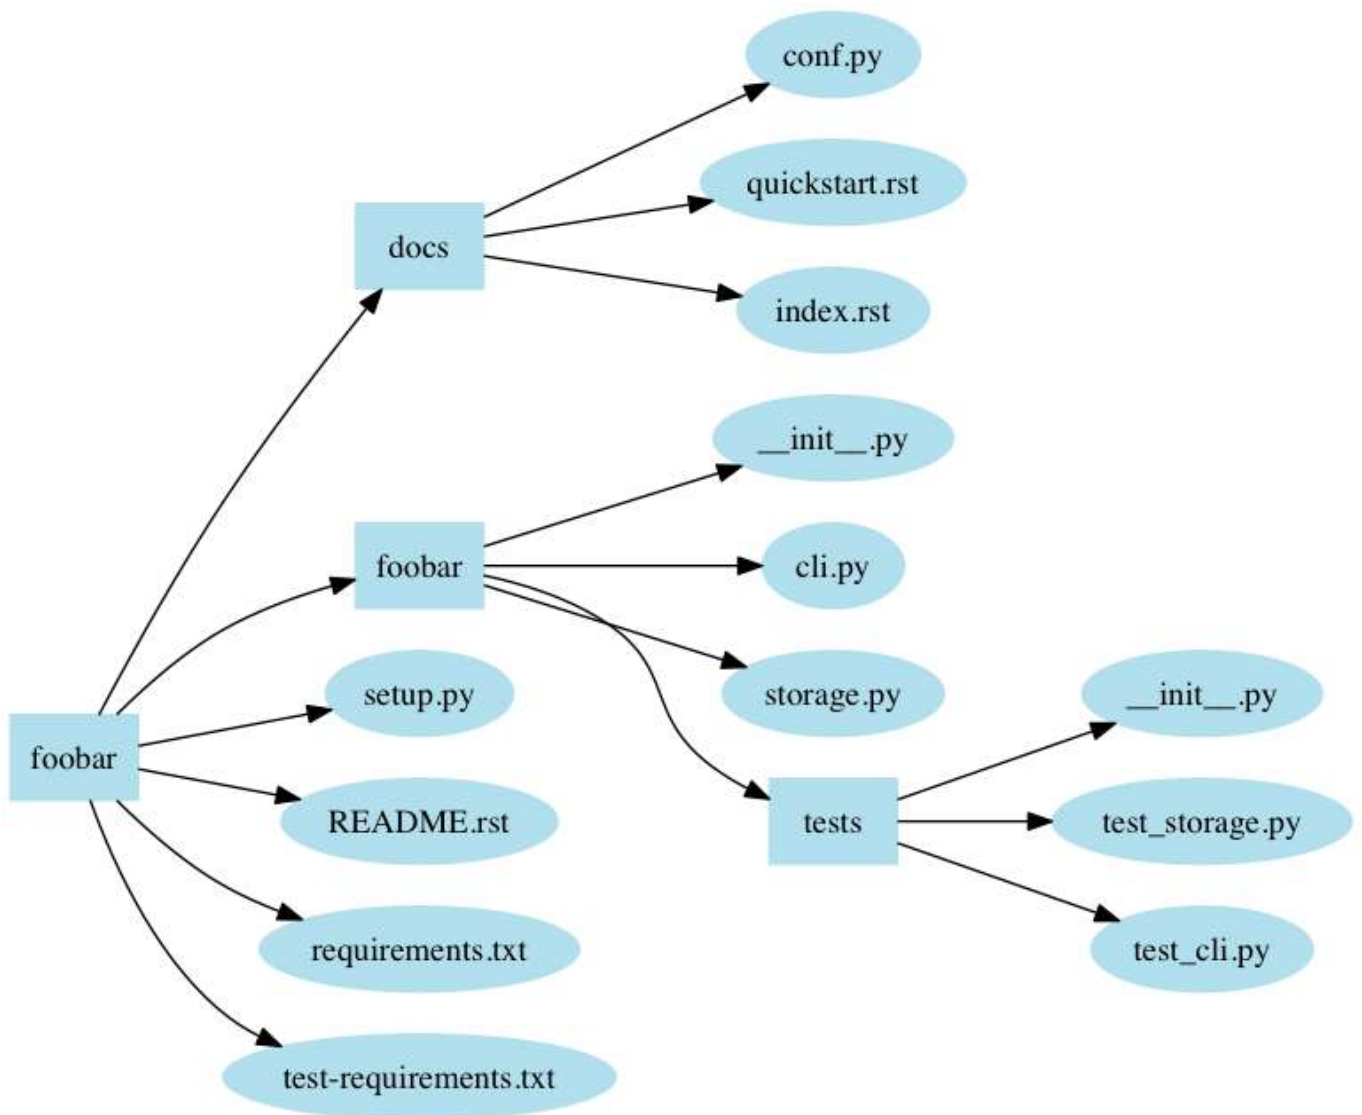 conf.py
quickstart.rst
docs
index.rst
__init__.py
foobar
cli.py
setup.py
storage.py
__init__.py
foobar
README.rst
tests
test_storage.py
requirements.txt
test_cli.py
test-requirements.txt